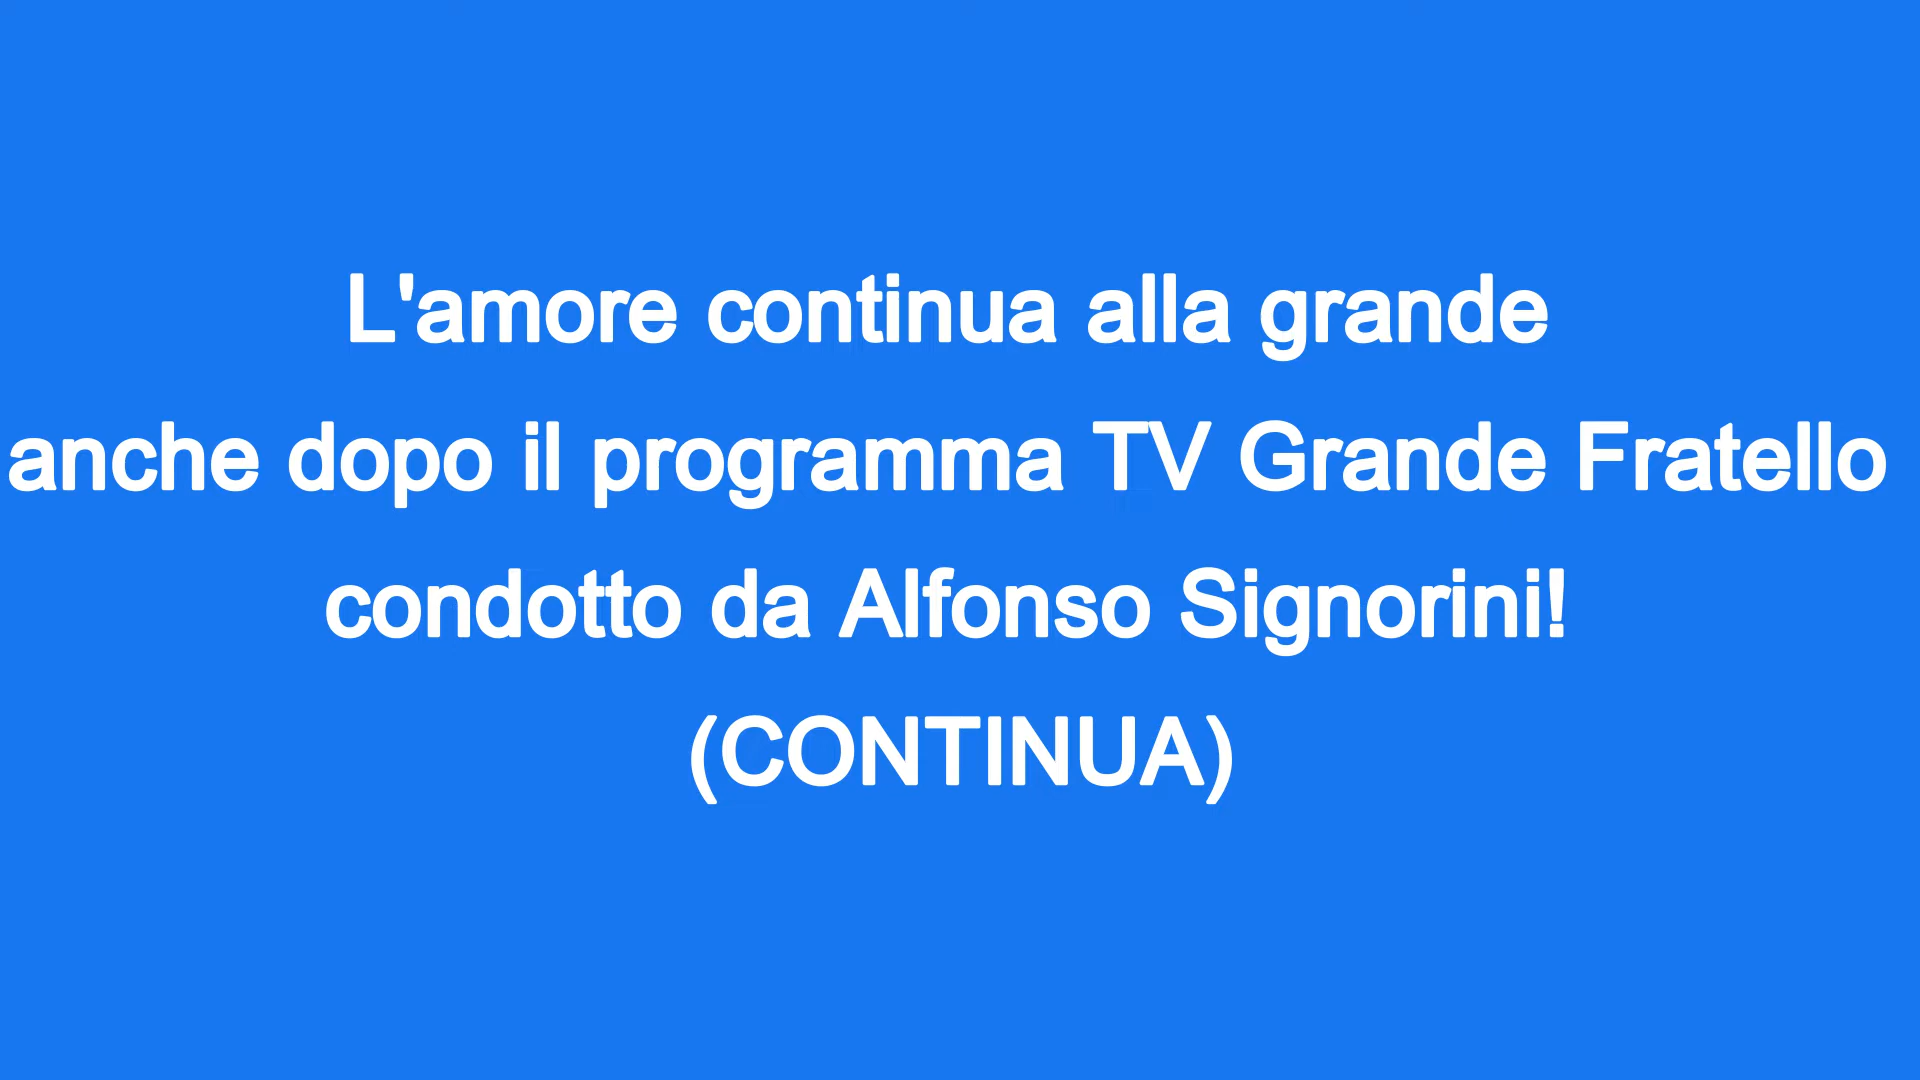 L'amore continua alla grande
anche dopo il programma TV Grande Fratello
condotto da Alfonso Signorini!
(CONTINUA)